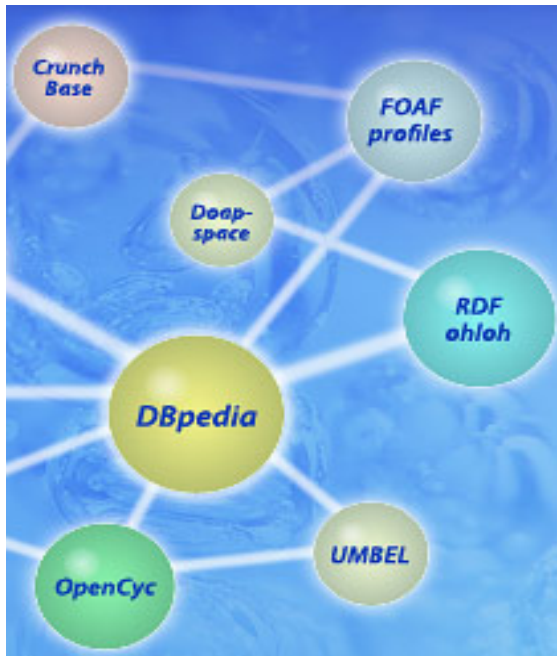 Crunch
Base
FOAF
profiles
Doap-
space
RDF
ohloh
DBpedia
UMBEL
OpenCyc